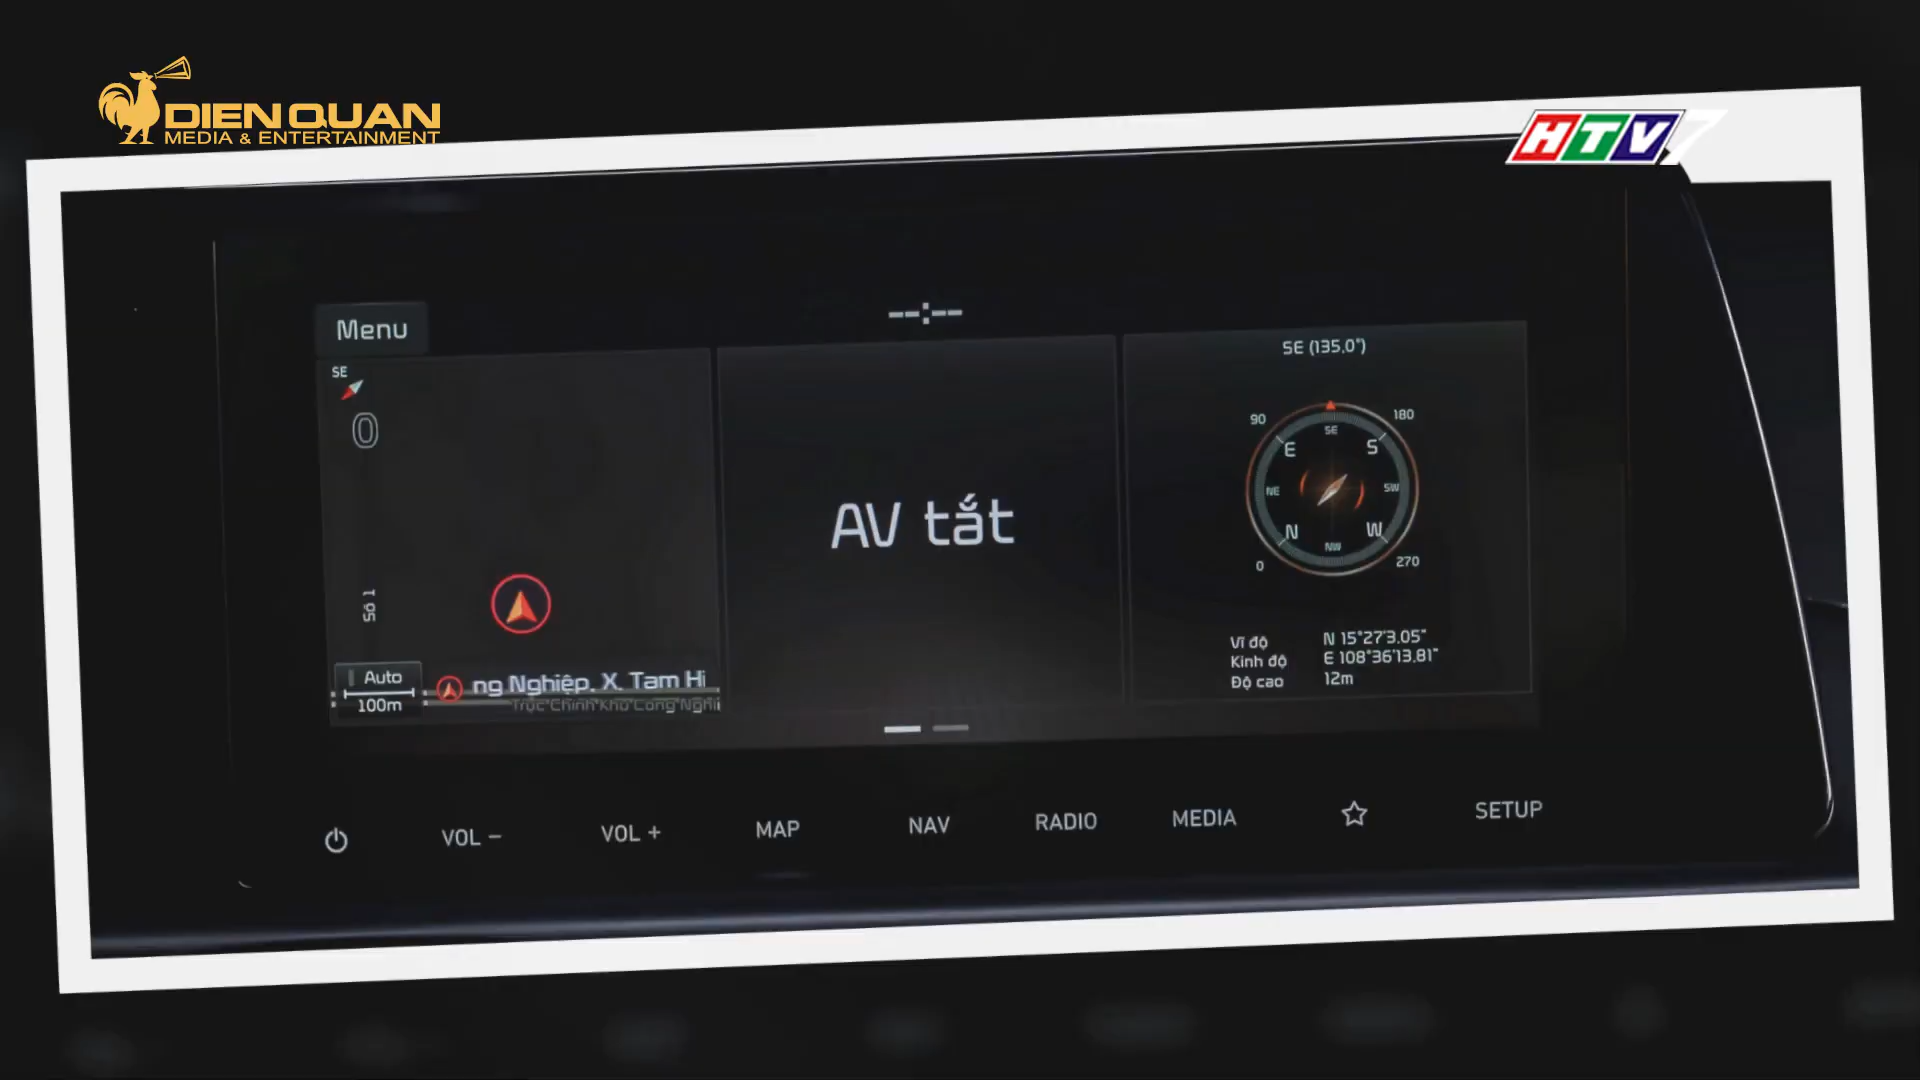 DIEN QUAN
MEDIA & ENTERTAINMENT
HTV7
Menu
--:--
SE
0
Số 1
Auto
100m
ng Nghiệp, X. Tam Hi
Trục Chính Khu Công Nghi
AV tắt
SE (135,0°)
90
180
SE
E
S
NE
SW
N
W
NW
0
270
Vĩ độ N 15°27'3.05"
Kinh độ E 108°36'13.81"
Độ cao 12m
VOL − VOL + MAP NAV RADIO MEDIA SETUP